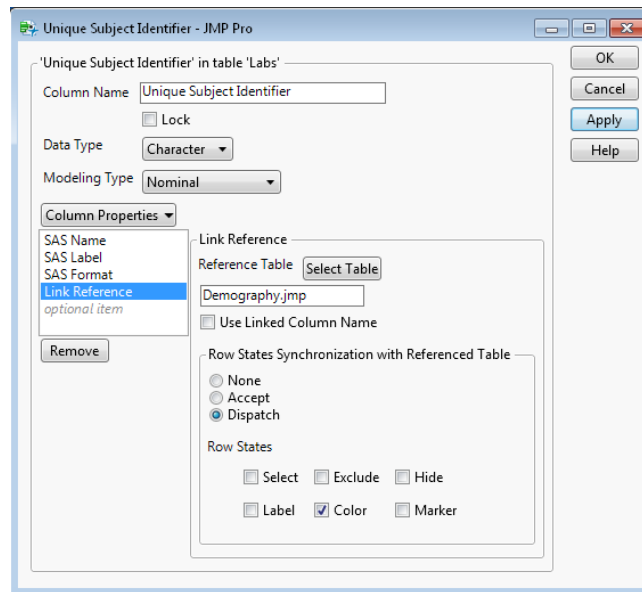 Unique Subject Identifier - JMP Pro
'Unique Subject Identifier' in table 'Labs'
OK
Column Name Unique Subject Identifier
Cancel
Lock
Apply
Data Type Character
Help
Modeling Type Nominal
Column Properties
SAS Name
SAS Label
SAS Format
Link Reference
optional item
Remove
Link Reference
Reference Table Select Table
Demography.jmp
Use Linked Column Name
Row States Synchronization with Referenced Table
None
Accept
Dispatch
Row States
Select Exclude Hide
Label Color Marker